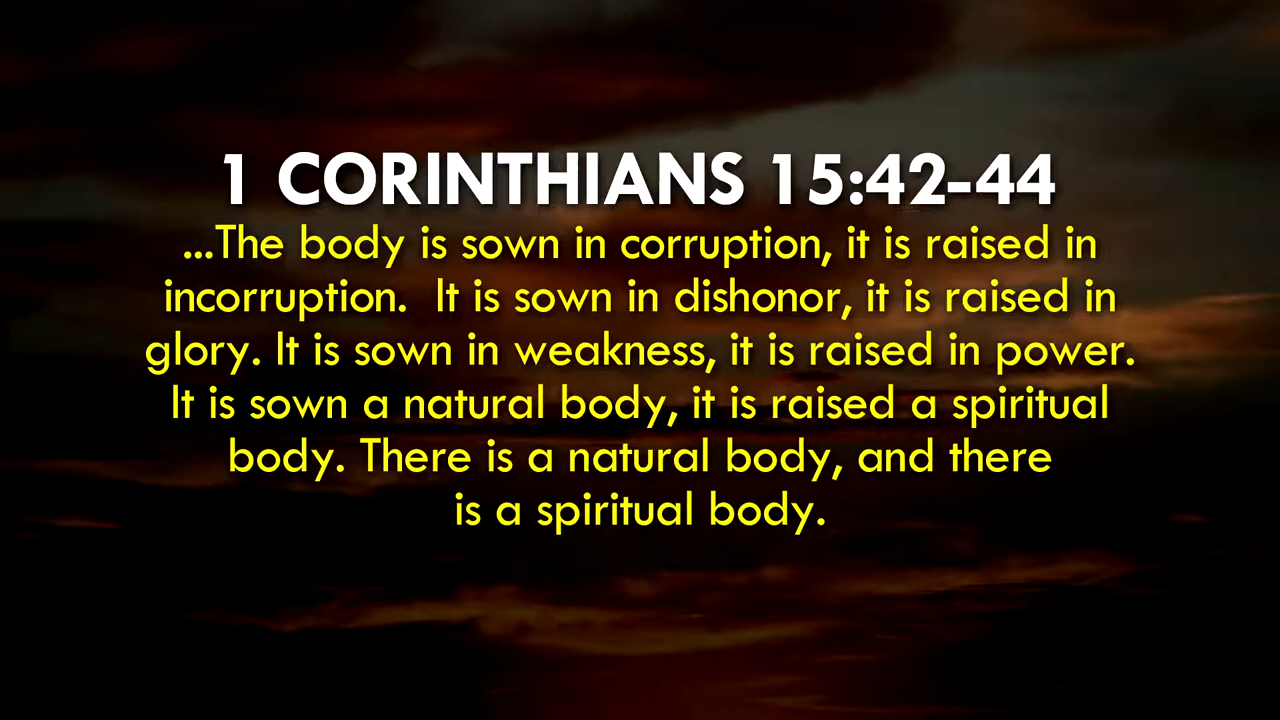 1 CORINTHIANS 15:42-44
...The body is sown in corruption, it is raised in
incorruption.  It is sown in dishonor, it is raised in
glory. It is sown in weakness, it is raised in power.
It is sown a natural body, it is raised a spiritual
body. There is a natural body, and there
is a spiritual body.